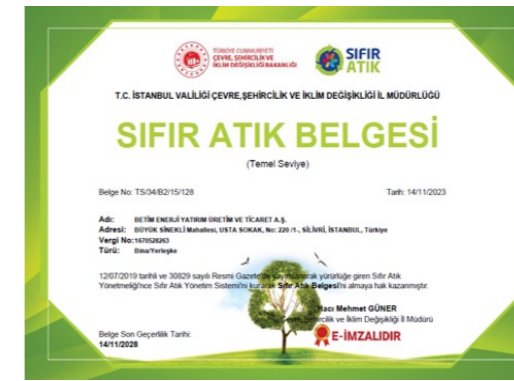 TÜRKİYE CUMHURİYETİ
ÇEVRE, ŞEHİRCİLİK VE
İKLİM DEĞİŞİKLİĞİ BAKANLIĞI
SIFIR
ATIK
T.C. İSTANBUL VALİLİĞİ ÇEVRE,ŞEHİRCİLİK VE İKLİM DEĞİŞİKLİĞİ İL MÜDÜRLÜĞÜ
SIFIR ATIK BELGESİ
(Temel Seviye)
Belge No: TS/34/B2/15/128 Tarih: 14/11/2023
Adı: BETİM ENERJİ YATIRIM ÜRETİM VE TİCARET A.Ş.
Adresi: BÜYÜK SİNEKLİ Mahallesi, USTA SOKAK, No: 220 /1-, SİLİVRİ, İSTANBUL, Türkiye
Vergi No:1670528263
Türü: Bina/Yerleşke
12/07/2019 tarihli ve 30829 sayılı Resmi Gazete'de yayımlanarak yürürlüğe giren Sıfır Atık
Yönetmeliği'nce Sıfır Atık Yönetim Sistemi'ni kurarak Sıfır Atık Belgesi'ni almaya hak kazanmıştır.
Hacı Mehmet GÜNER
Çevre, Şehircilik ve İklim Değişikliği İl Müdürü
Belge Son Geçerlilik Tarihi:
E-İMZALIDIR
14/11/2028